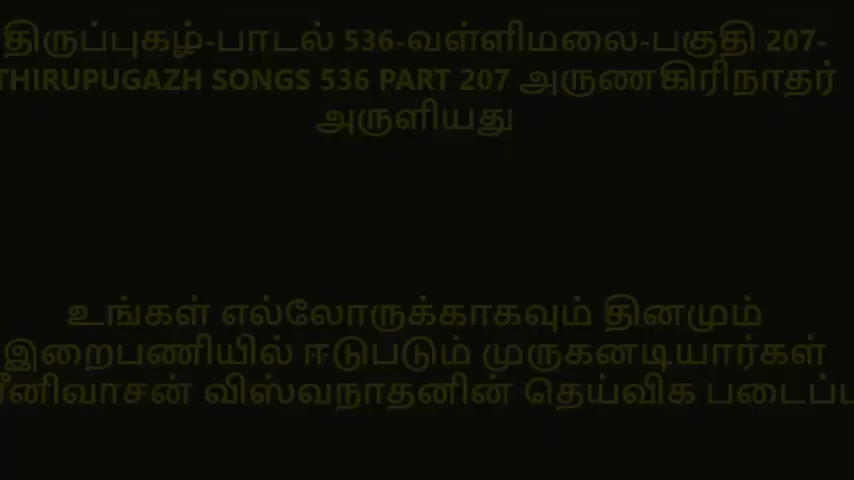 திருப்புகழ்-பாடல் 536-வள்ளிமலை-பகுதி 207-
THIRUPUGAZH SONGS 536 PART 207 அருணகிரிநாதர்
அருளியது
உங்கள் எல்லோருக்காகவும் தினமும்
இறைபணியில் ஈடுபடும் முருகனடியார்கள்
விஸ்வநாதனின் தெய்விக